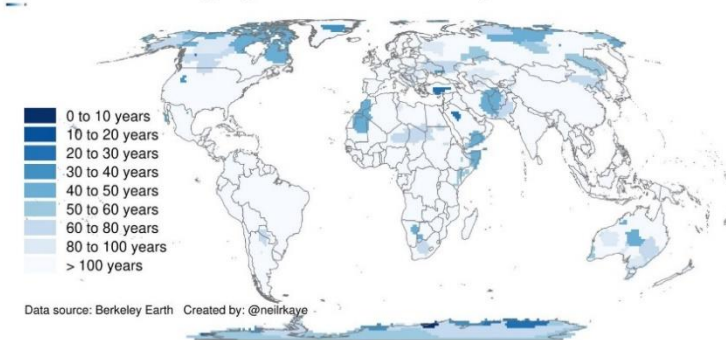 0 to 10 years
10 to 20 years
20 to 30 years
30 to 40 years
40 to 50 years
50 to 60 years
60 to 80 years
80 to 100 years
> 100 years
Data source: Berkeley Earth Created by: @neilrkaye